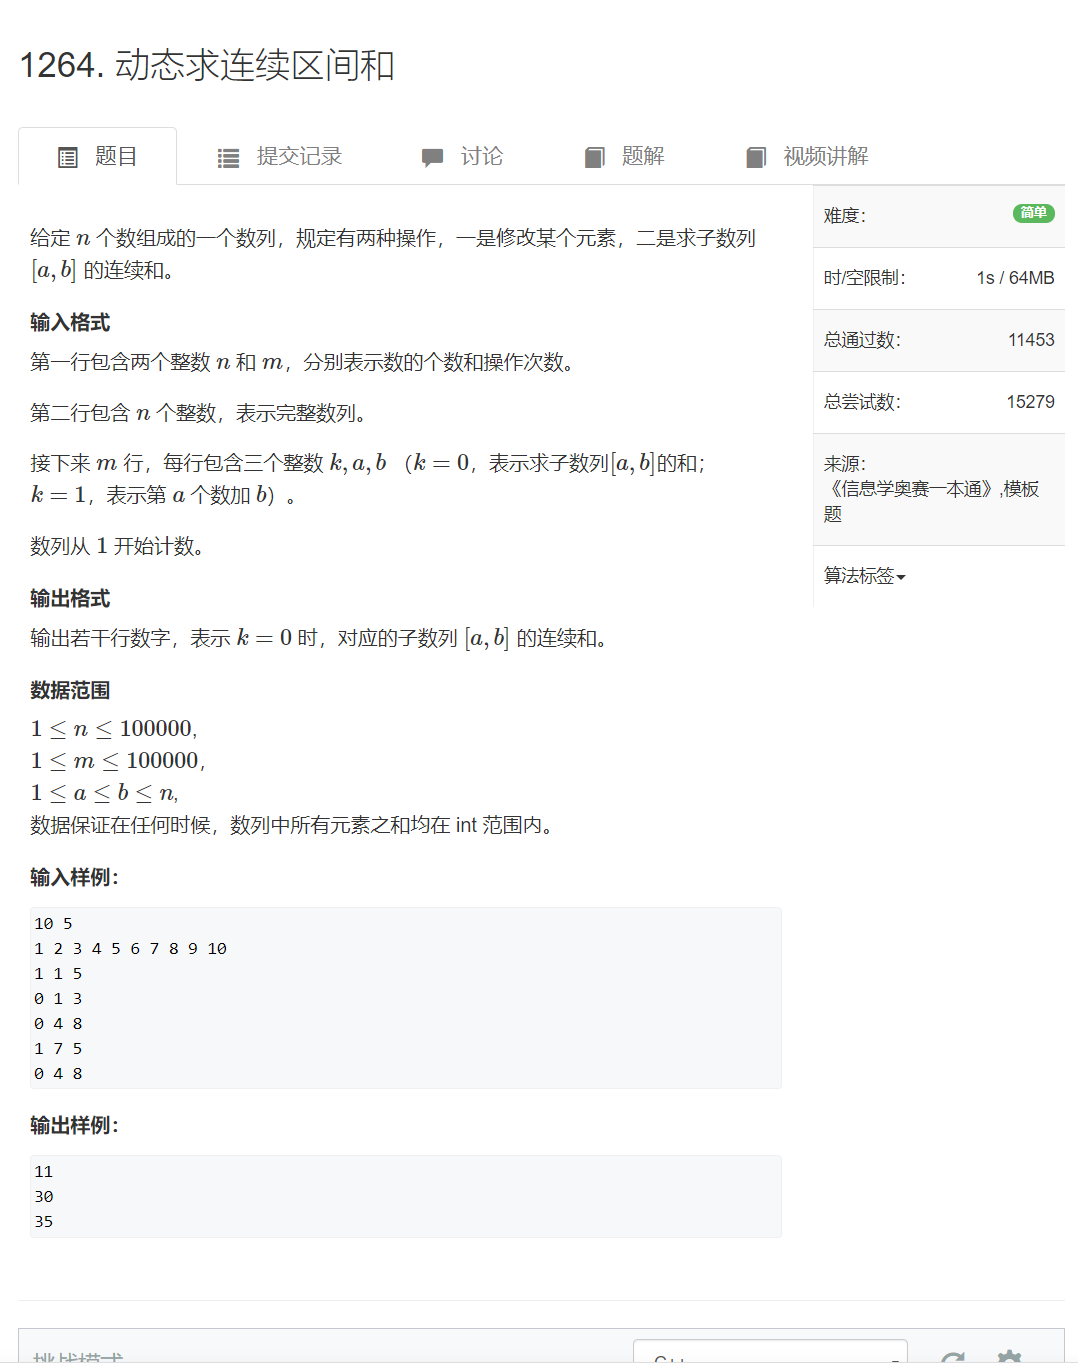 1264. 动态求连续区间和
题目 提交记录 讨论 题解 视频讲解
给定 n 个数组成的一个数列，规定有两种操作，一是修改某个元素，二是求子数列
[a, b] 的连续和。
输入格式
第一行包含两个整数 n 和 m，分别表示数的个数和操作次数。
第二行包含 n 个整数，表示完整数列。
接下来 m 行，每行包含三个整数 k, a, b （k = 0，表示求子数列[a, b]的和；
k = 1，表示第 a 个数加 b）。
数列从 1 开始计数。
输出格式
输出若干行数字，表示 k = 0 时，对应的子数列 [a, b] 的连续和。
数据范围
1 ≤ n ≤ 100000,
1 ≤ m ≤ 100000，
1 ≤ a ≤ b ≤ n,
数据保证在任何时候，数列中所有元素之和均在 int 范围内。
输入样例：
10 5
1 2 3 4 5 6 7 8 9 10
1 1 5
0 1 3
0 4 8
1 7 5
0 4 8
输出样例：
11
30
35
难度： 简单
时/空限制： 1s / 64MB
总通过数： 11453
总尝试数： 15279
来源：
《信息学奥赛一本通》,模板
题
算法标签